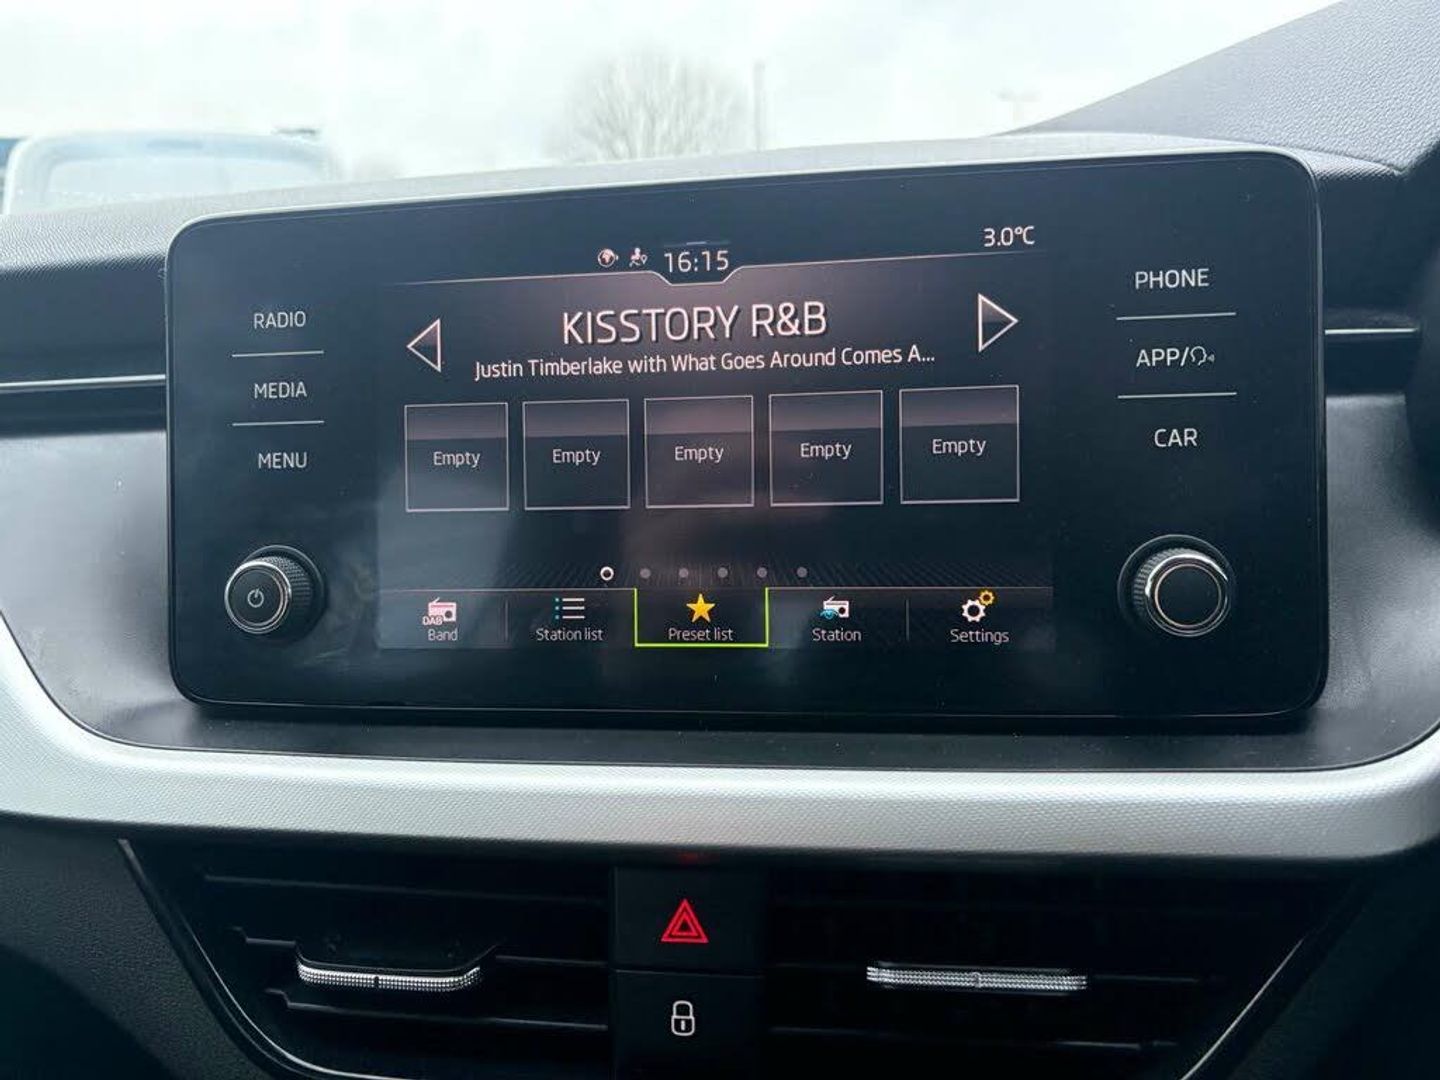 16:15
3.0°C
KISSTORY R&B
Justin Timberlake with What Goes Around Comes A...
RADIO
MEDIA
MENU
PHONE
APP/
CAR
Empty
Empty
Empty
Empty
Empty
DAB
Band
Station list
Preset list
Station
Settings